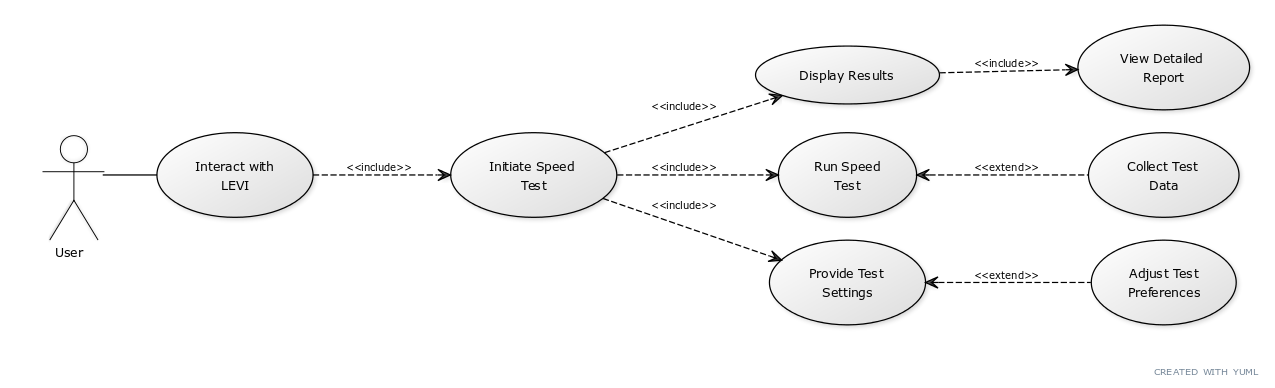 View Detailed
Report
<<include>>
Display Results
<<include>>
Interact with
LEVI
<<include>>
Initiate Speed
Test
<<include>>
Run Speed
Test
<<extend>>
Collect Test
Data
<<include>>
User
Provide Test
Settings
<<extend>>
Adjust Test
Preferences
CREATED WITH YUML